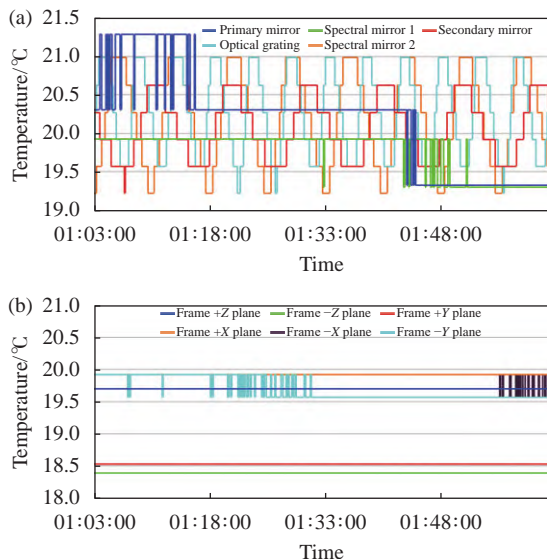 (a)
Primary mirror Spectral mirror 1 Secondary mirror
Optical grating Spectral mirror 2
Temperature/℃
21.5
21.0
20.5
20.0
19.5
19.0
01:03:00 01:18:00 01:33:00 01:48:00
Time
(b)
Frame +Z plane Frame −Z plane Frame +Y plane
Frame +X plane Frame −X plane Frame −Y plane
Temperature/℃
21.0
20.5
20.0
19.5
19.0
18.5
18.0
01:03:00 01:18:00 01:33:00 01:48:00
Time